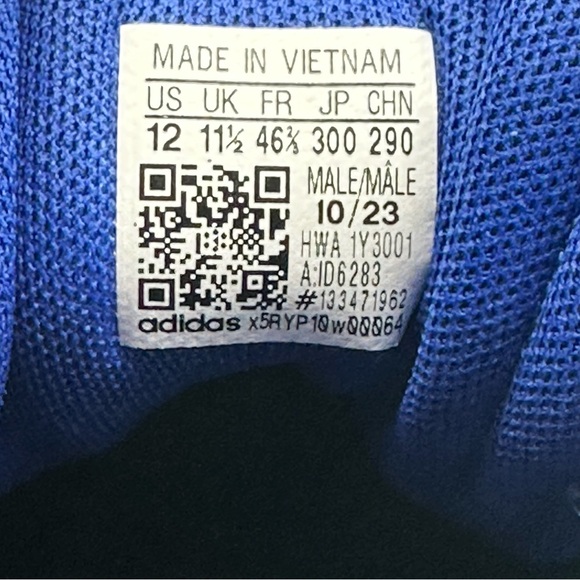 MADE IN VIETNAM
US UK FR JP CHN
12 11½ 46⅔ 300 290
MALE/MÂLE
10/23
HWA 1Y3001
A:ID6283
#133471962
adidas x5RYP10w00064